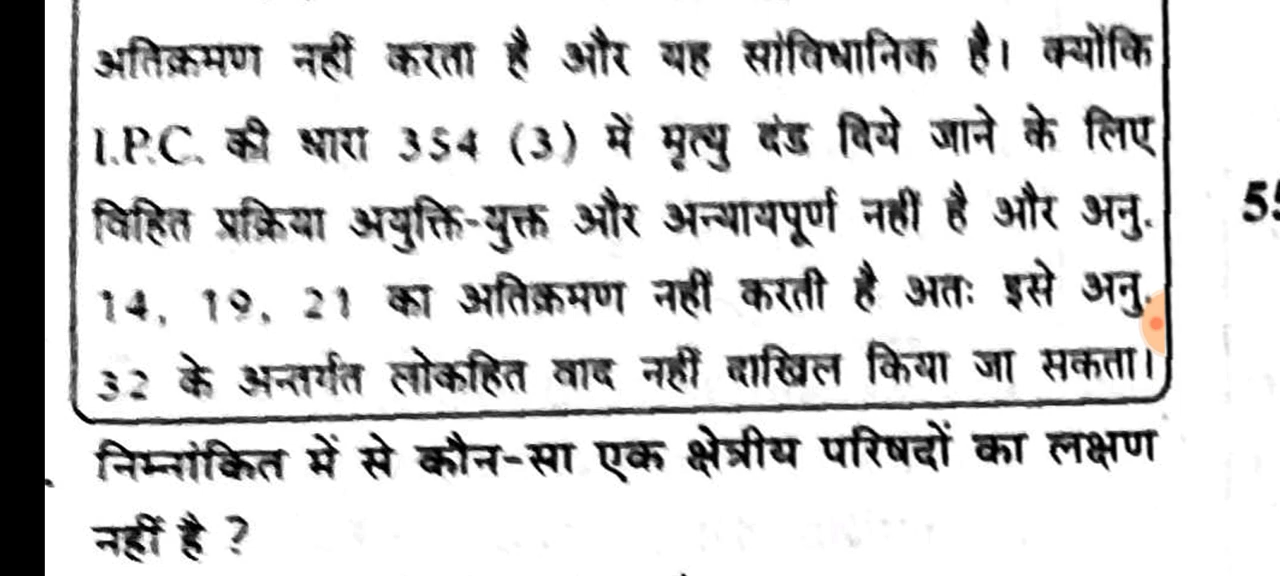 अतिक्रमण नहीं करता है और यह सांविधानिक है। क्योंकि
I.P.C. की धारा 354 (3) में मृत्यु दंड दिये जाने के लिए
विहित प्रक्रिया अयुक्ति-युक्त और अन्यायपूर्ण नहीं है और अनु.
14, 19, 21 का अतिक्रमण नहीं करती है अतः इसे अनु.
32 के अन्तर्गत लोकहित वाद नहीं दाखिल किया जा सकता।
निम्नांकित में से कौन-सा एक क्षेत्रीय परिषदों का लक्षण
नहीं है ?